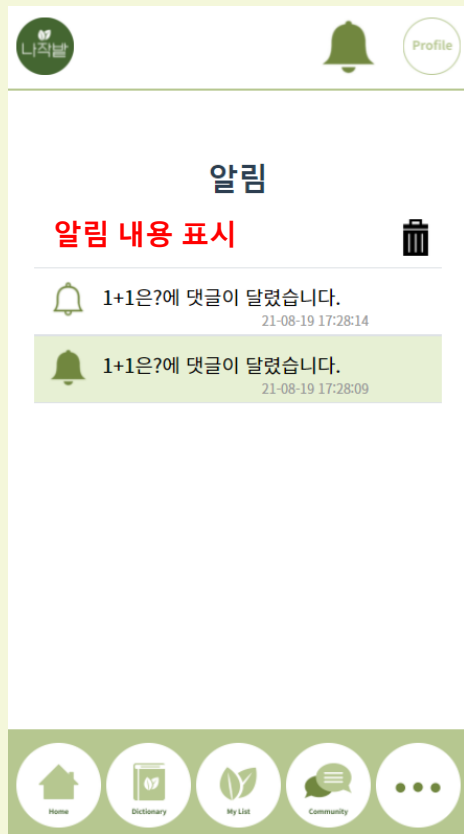 나작밭
Profile
알림
알림 내용 표시
1+1은?에 댓글이 달렸습니다.
21-08-19 17:28:14
1+1은?에 댓글이 달렸습니다.
21-08-19 17:28:09
Home
Dictionary
My List
Community